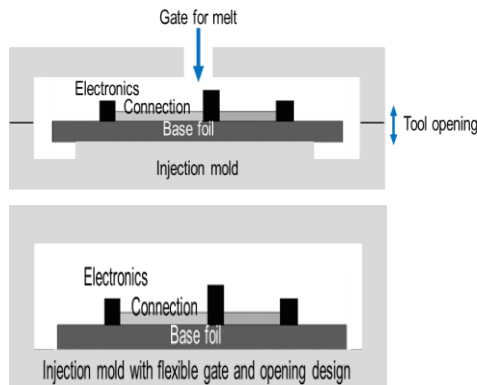 Gate for melt
Electronics
Connection
Base foil
Tool opening
Injection mold
Electronics
Connection
Base foil
Injection mold with flexible gate and opening design